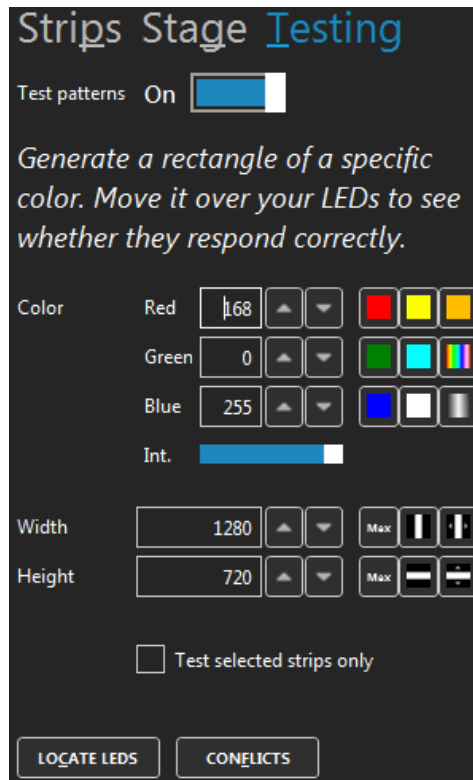 Strips Stage Testing
Test patterns On
Generate a rectangle of a specific
color. Move it over your LEDs to see
whether they respond correctly.
Color Red 168
Green 0
Blue 255
Int.
Width 1280 Max
Height 720 Max
Test selected strips only
LOCATE LEDS CONFLICTS